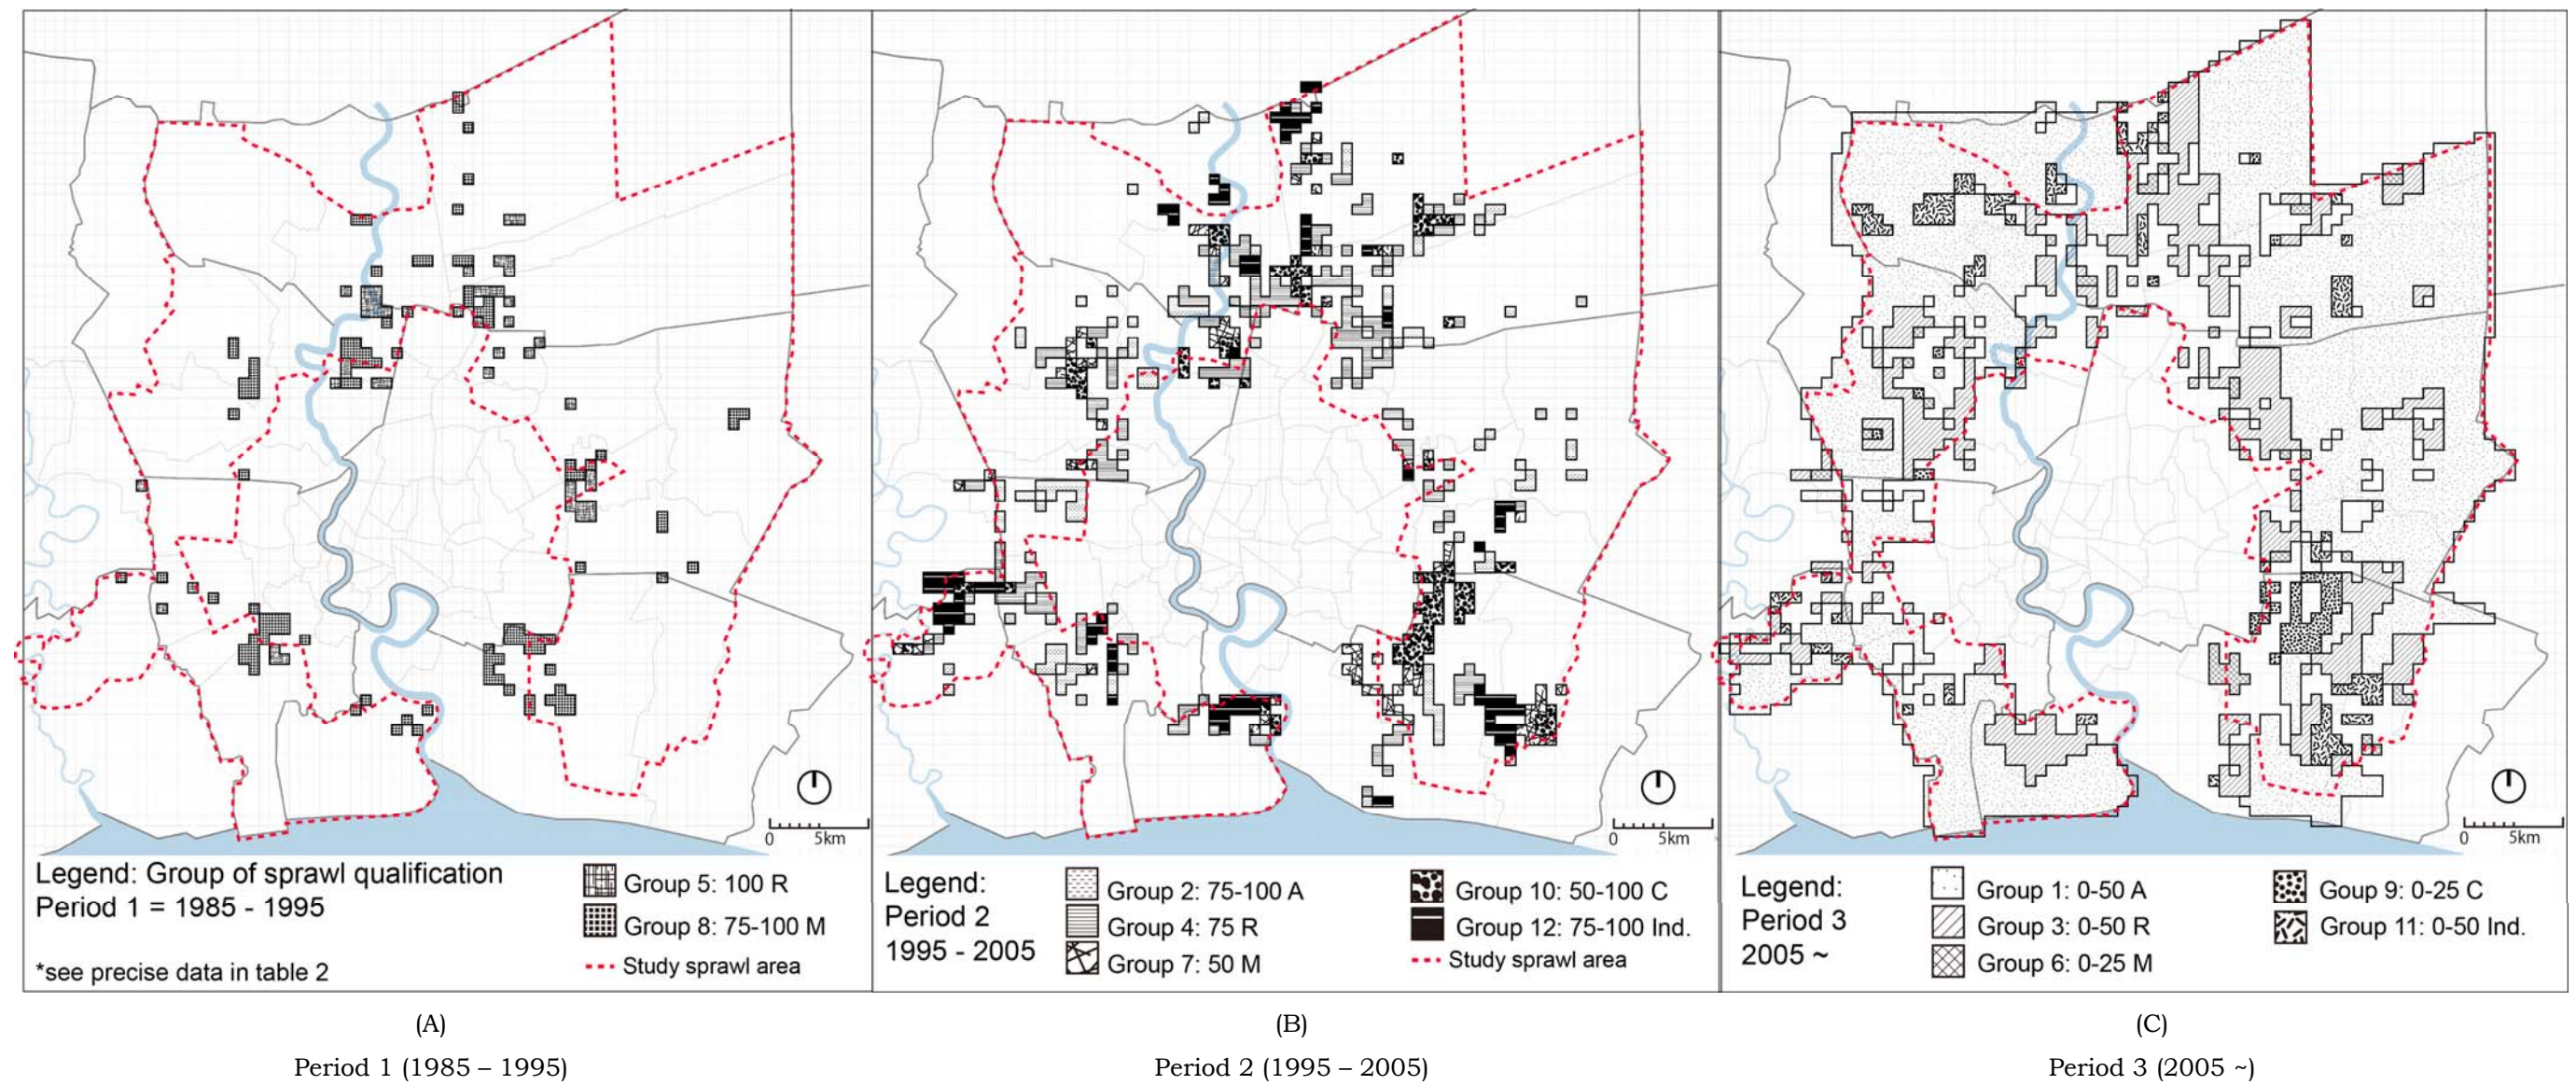 0 5km
Legend: Group of sprawl qualification
Period 1 = 1985 - 1995
*see precise data in table 2
Group 5: 100 R
Group 8: 75-100 M
Study sprawl area
0 5km
Legend:
Period 2
1995 - 2005
Group 2: 75-100 A
Group 4: 75 R
Group 7: 50 M
Group 10: 50-100 C
Group 12: 75-100 Ind.
Study sprawl area
0 5km
Legend:
Period 3
2005 ~
Group 1: 0-50 A
Group 3: 0-50 R
Group 6: 0-25 M
Goup 9: 0-25 C
Group 11: 0-50 Ind.
(A)
Period 1 (1985 – 1995)
(B)
Period 2 (1995 – 2005)
(C)
Period 3 (2005 ~)